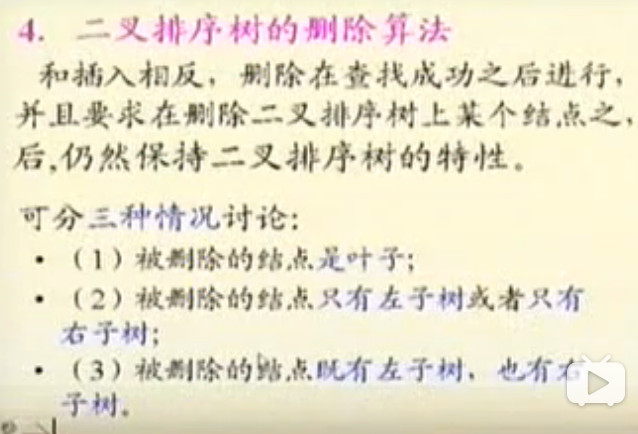 4. 二叉排序树的删除算法
和插入相反，删除在查找成功之后进行，
并且要求在删除二叉排序树上某个结点之，
后，仍然保持二叉排序树的特性。
可分三种情况讨论：
• （1）被删除的结点是叶子；
• （2）被删除的结点只有左子树或者只有
右子树；
• （3）被删除的结点既有左子树，也有右
子树。